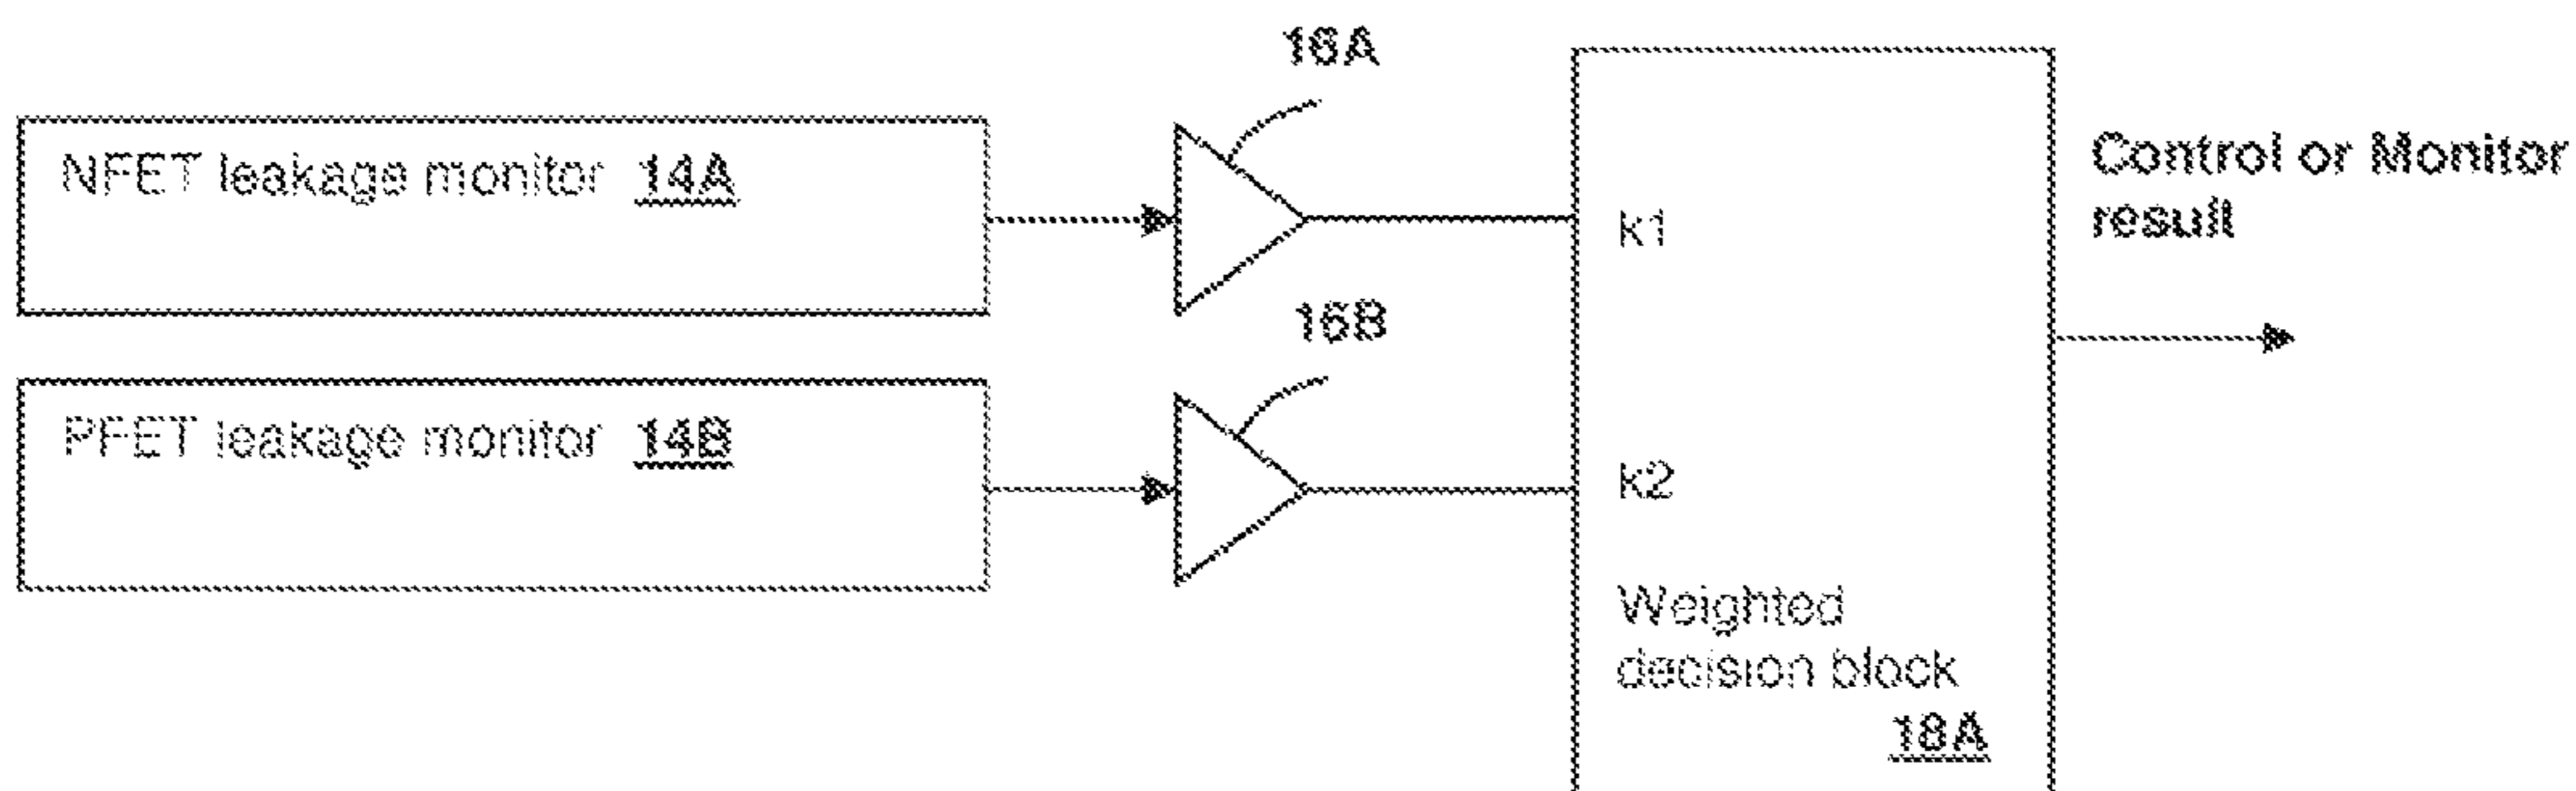 16A
NFET leakage monitor 14A
Control or Monitor
result
k1
16B
PFET leakage monitor 14B
k2
Weighted
decision block
18A